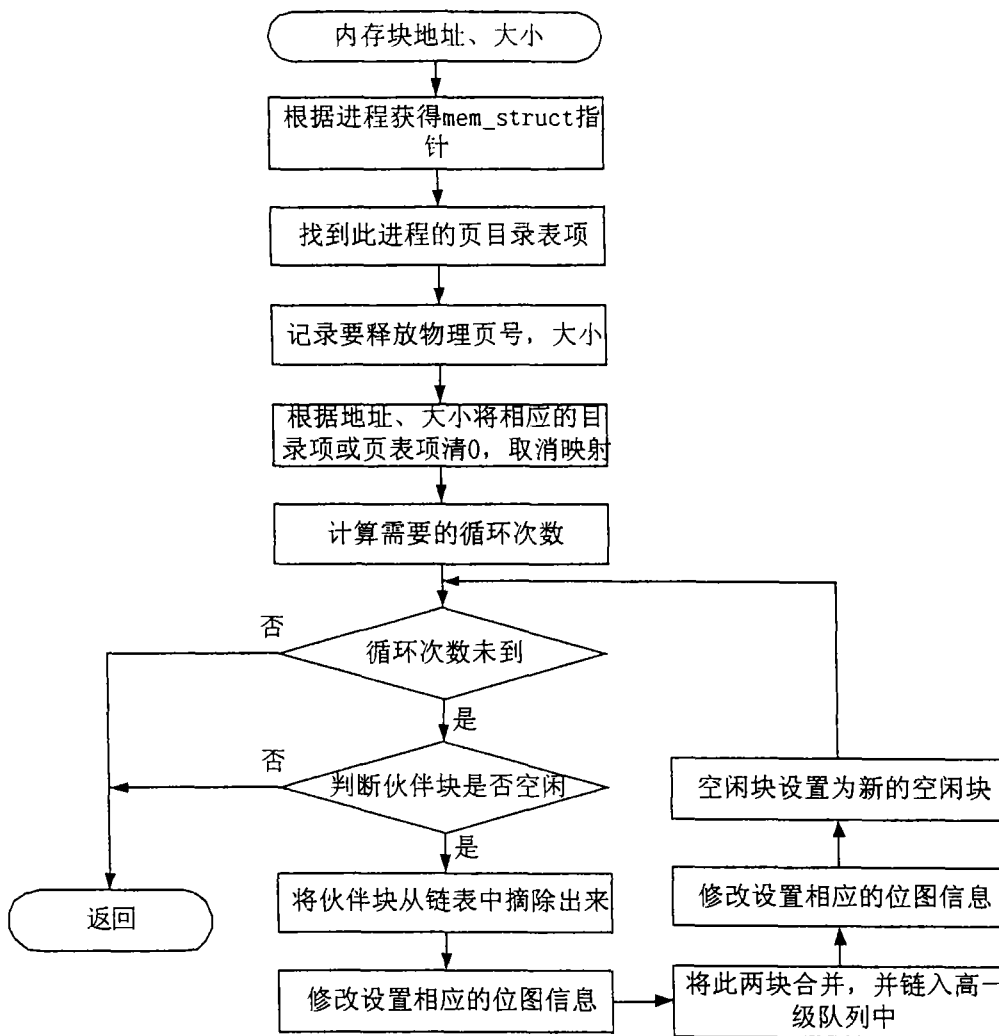 内存块地址、大小
根据进程获得mem_struct指
针
找到此进程的页目录表项
记录要释放物理页号，大小
根据地址、大小将相应的目
录项或页表项清0，取消映射
计算需要的循环次数
否
循环次数未到
是
否
判断伙伴块是否空闲
是
将伙伴块从链表中摘除出来
修改设置相应的位图信息
将此两块合并，并链入高一
级队列中
修改设置相应的位图信息
空闲块设置为新的空闲块
返回